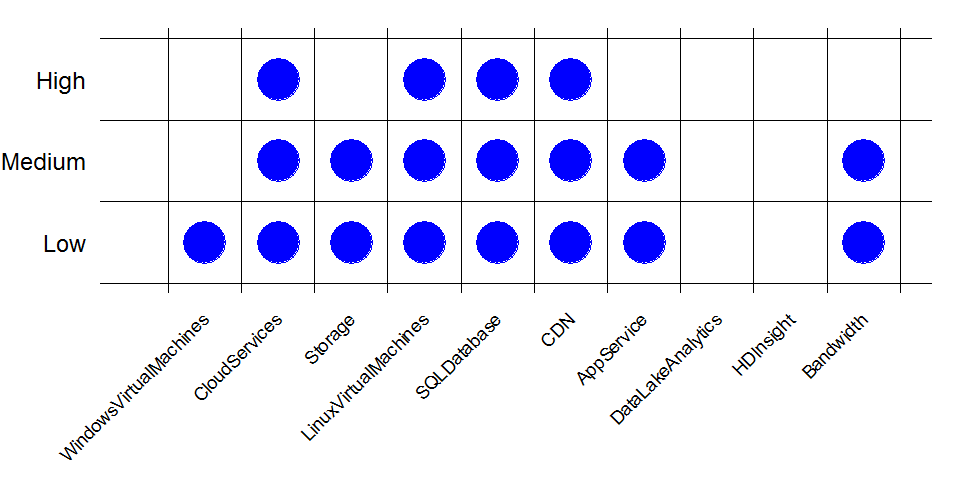 High
Medium
Low
WindowsVirtualMachines
CloudServices
Storage
LinuxVirtualMachines
SQLDatabase
CDN
AppService
DataLakeAnalytics
HDInsight
Bandwidth